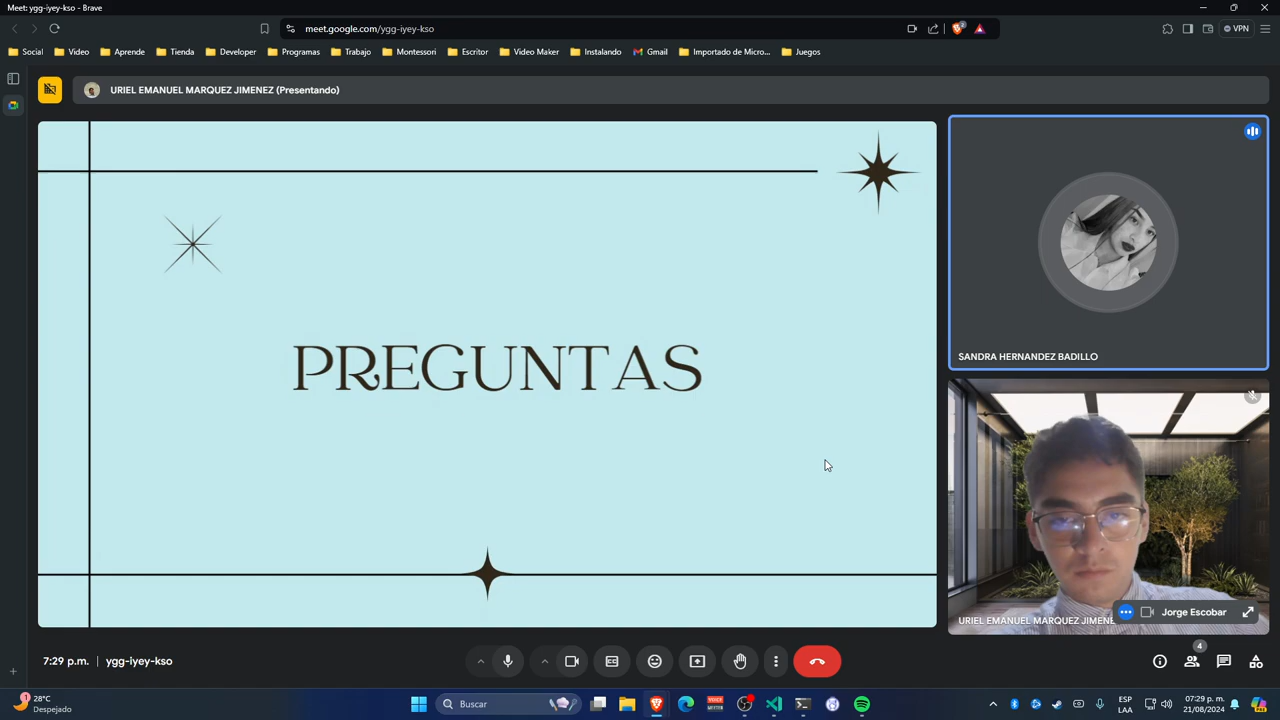 Meet: ygg-iyey-kso - Brave
meet.google.com/ygg-iyey-kso
2
VPN
Social
Video
Aprende
Tienda
Developer
Programas
Trabajo
Montessori
Escritor
Video Maker
Instalando
Gmail
Importado de Micro...
Juegos
URIEL EMANUEL MARQUEZ JIMENEZ (Presentando)
PREGUNTAS
SANDRA HERNANDEZ BADILLO
Jorge Escobar
URIEL EMANUEL MARQUEZ JIMENE
7:29 p.m. | ygg-iyey-kso
4
1
28°C
Despejado
Buscar
ESP
LAA
07:29 p. m.
21/08/2024